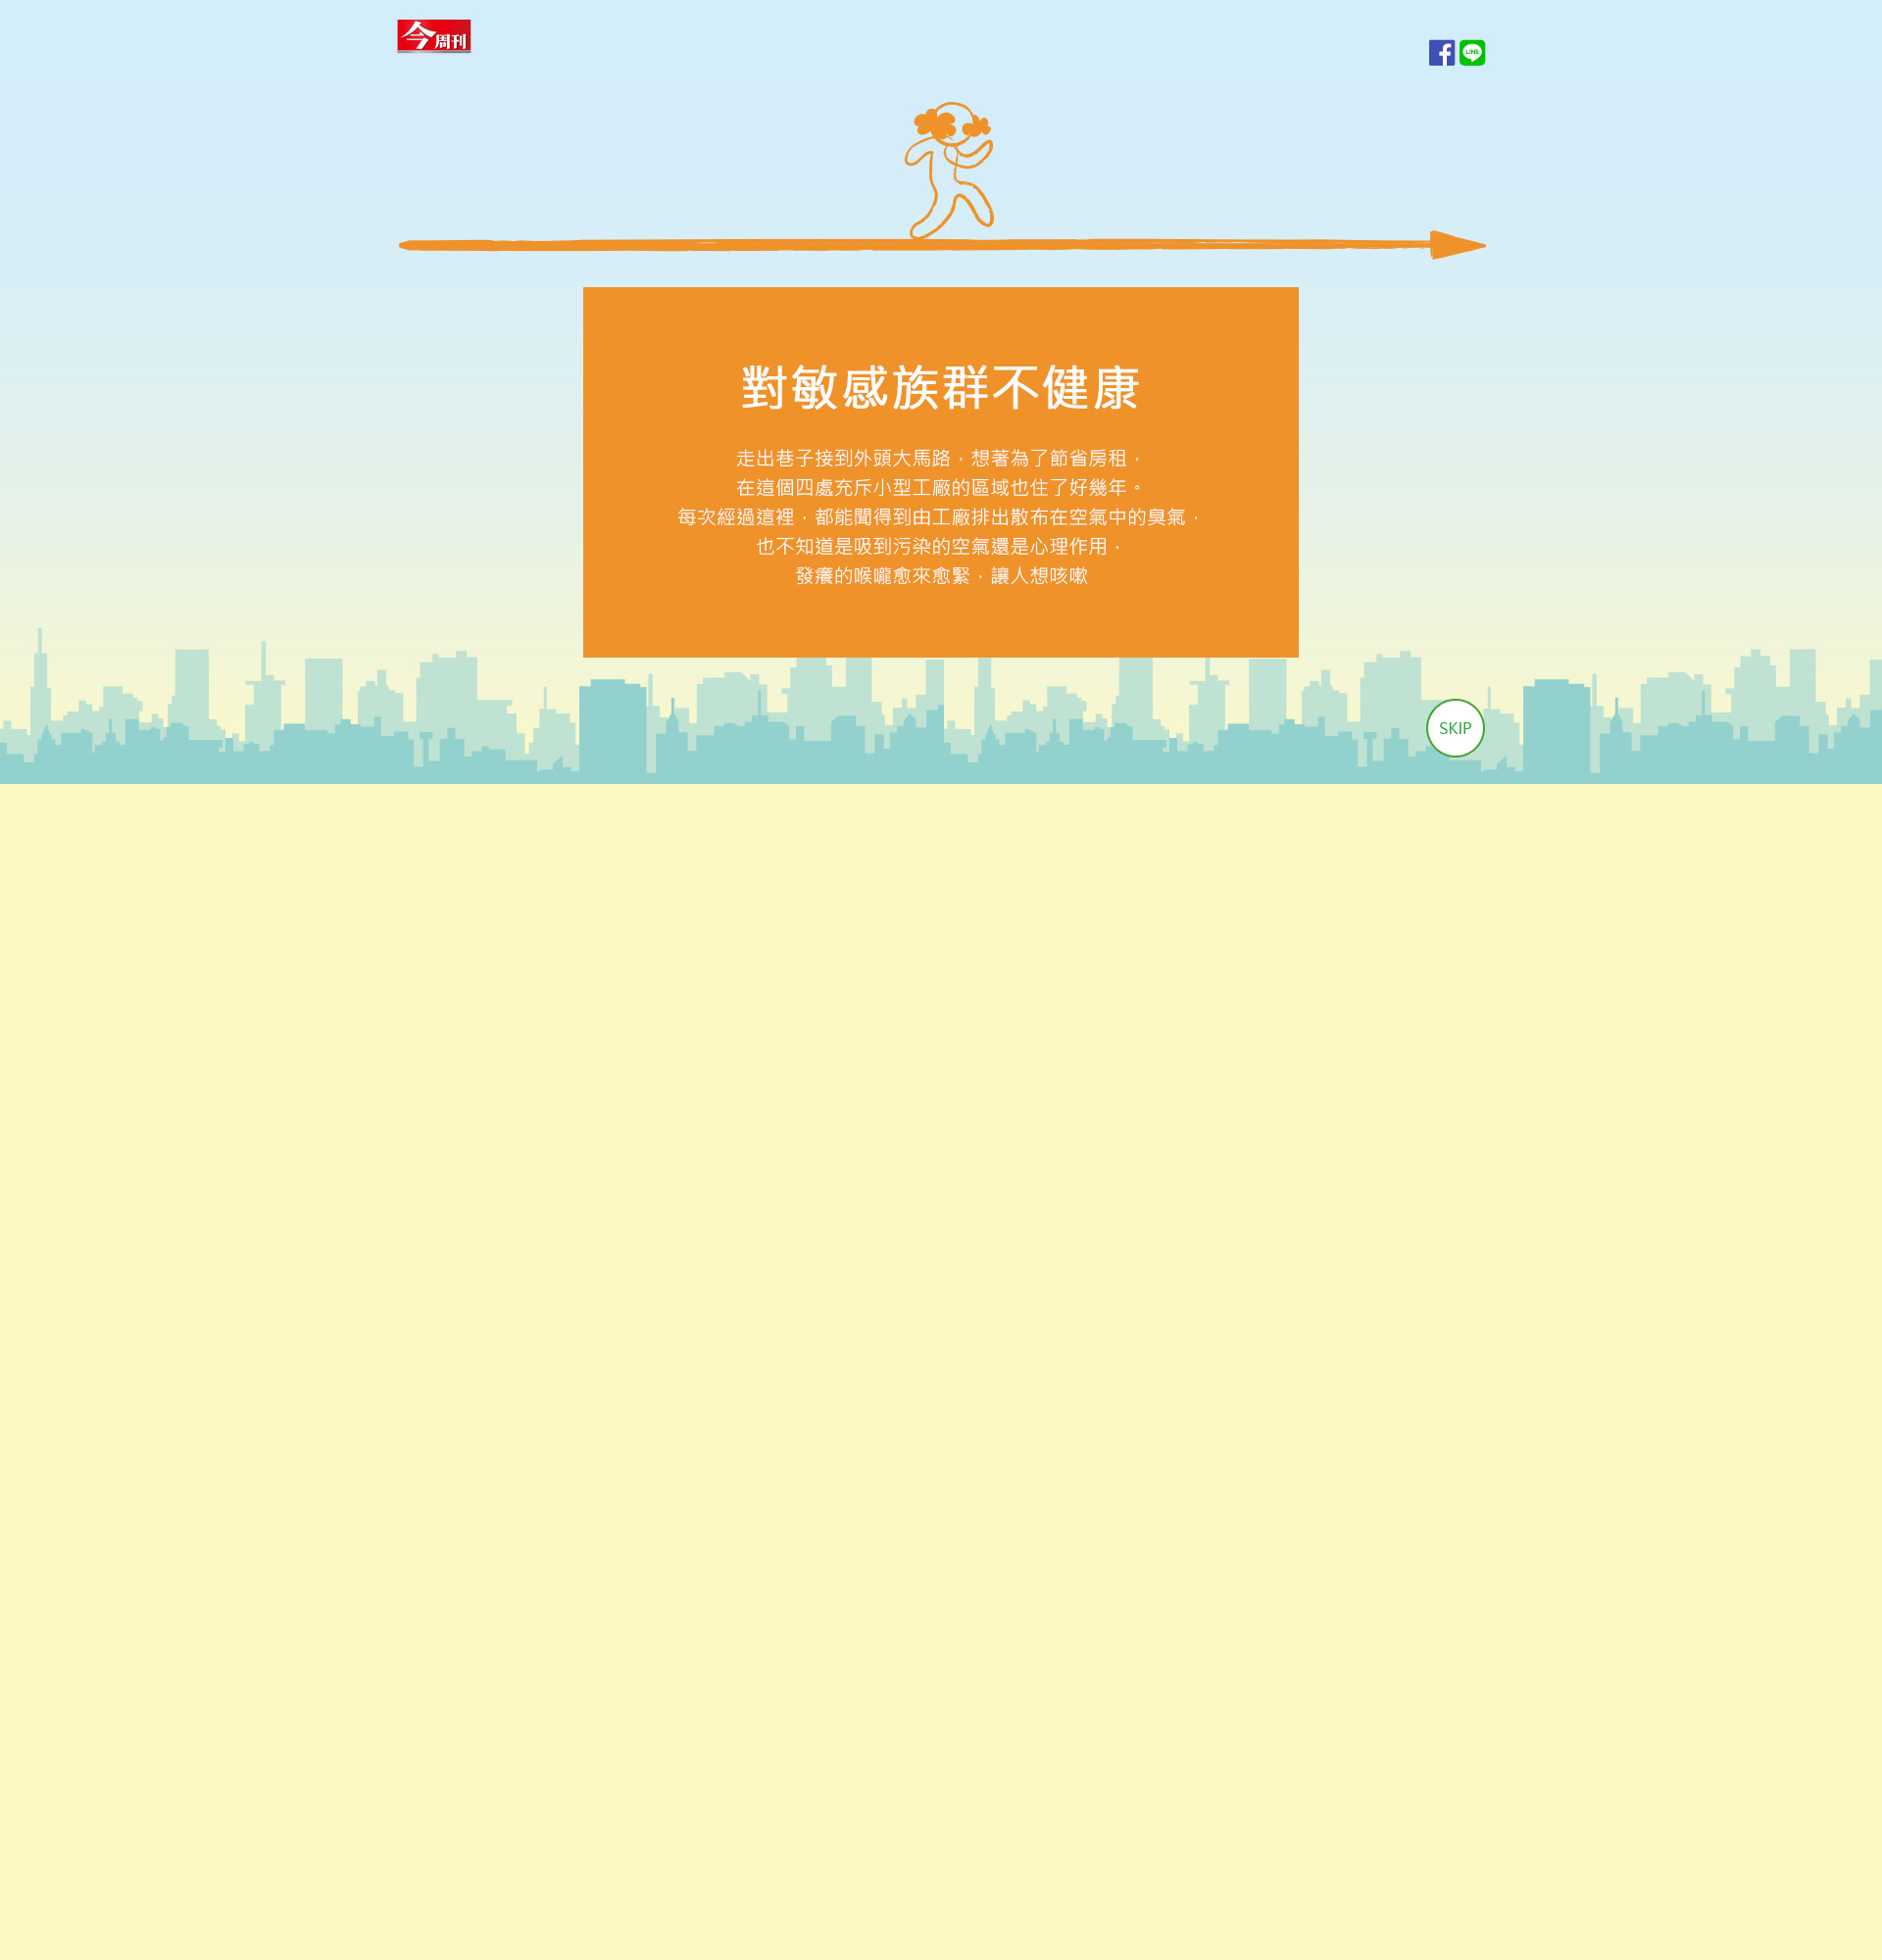 今周刊
LINE
對敏感族群不健康
走出巷子接到外頭大馬路，想著為了節省房租，
在這個四處充斥小型工廠的區域也住了好幾年。
每次經過這裡，都能聞得到由工廠排出散布在空氣中的臭氣，
也不知道是吸到污染的空氣還是心理作用，
發癢的喉嚨愈來愈緊，讓人想咳嗽
SKIP